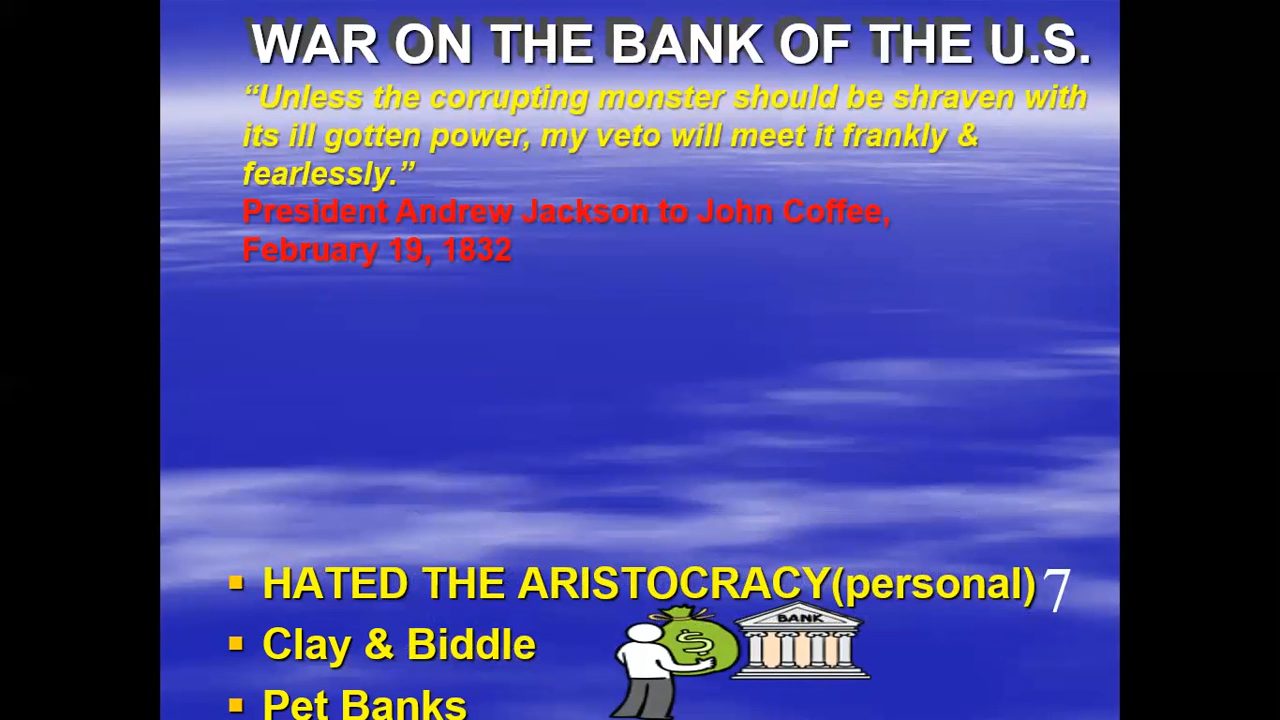 WAR ON THE BANK OF THE U.S.
“Unless the corrupting monster should be shraven with
its ill gotten power, my veto will meet it frankly &
fearlessly.”
President Andrew Jackson to John Coffee,
February 19, 1832
▪ HATED THE ARISTOCRACY(personal)
7
BANK
$
▪ Clay & Biddle
▪ Pet Banks